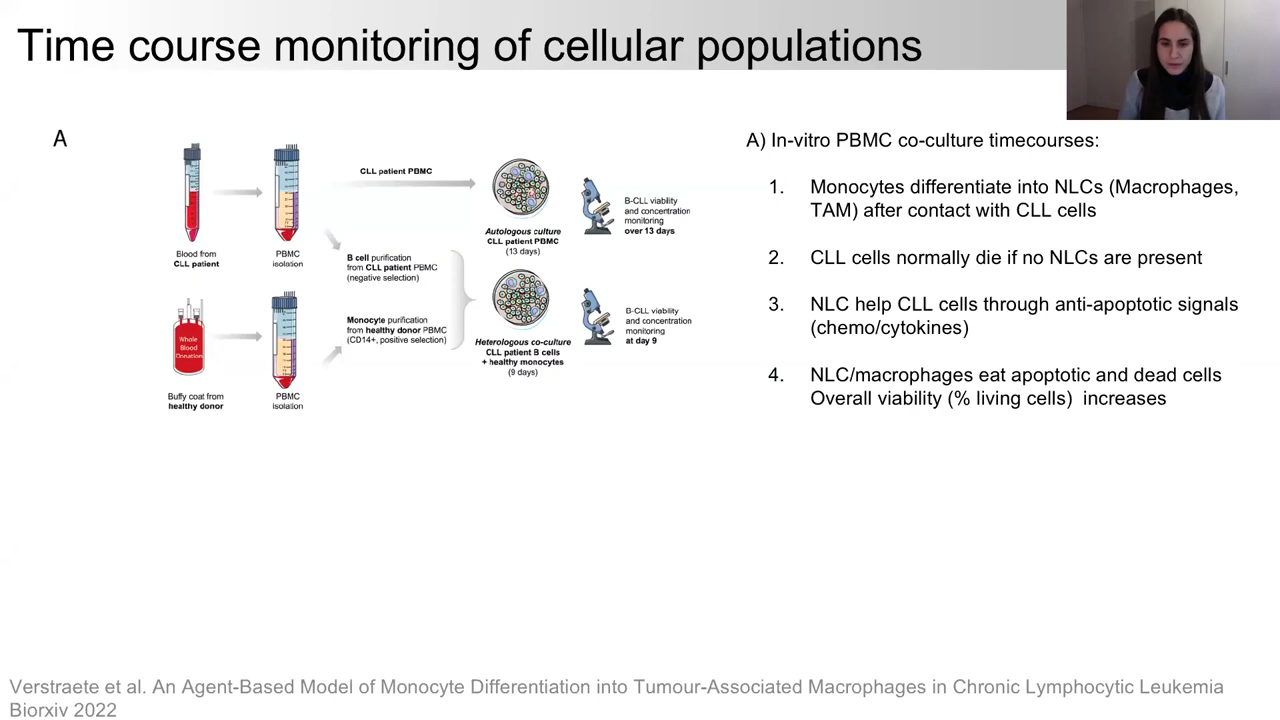 Time course monitoring of cellular populations
A
Blood from
CLL patient
PBMC
isolation
CLL patient PBMC
B cell purification
from CLL patient PBMC
(negative selection)
Autologous culture
CLL patient PBMC
(13 days)
B-CLL viability
and concentration
monitoring
over 13 days
Whole
Blood
Donation
Buffy coat from
healthy donor
PBMC
isolation
Monocyte purification
from healthy donor PBMC
(CD14+, positive selection)
Heterologous co-culture
CLL patient B cells
+ healthy monocytes
(9 days)
B-CLL viability
and concentration
monitoring
at day 9
A) In-vitro PBMC co-culture timecourses:
1. Monocytes differentiate into NLCs (Macrophages,
TAM) after contact with CLL cells
2. CLL cells normally die if no NLCs are present
3. NLC help CLL cells through anti-apoptotic signals
(chemo/cytokines)
4. NLC/macrophages eat apoptotic and dead cells
Overall viability (% living cells) increases
Verstraete et al. An Agent-Based Model of Monocyte Differentiation into Tumour-Associated Macrophages in Chronic Lymphocytic Leukemia
Biorxiv 2022